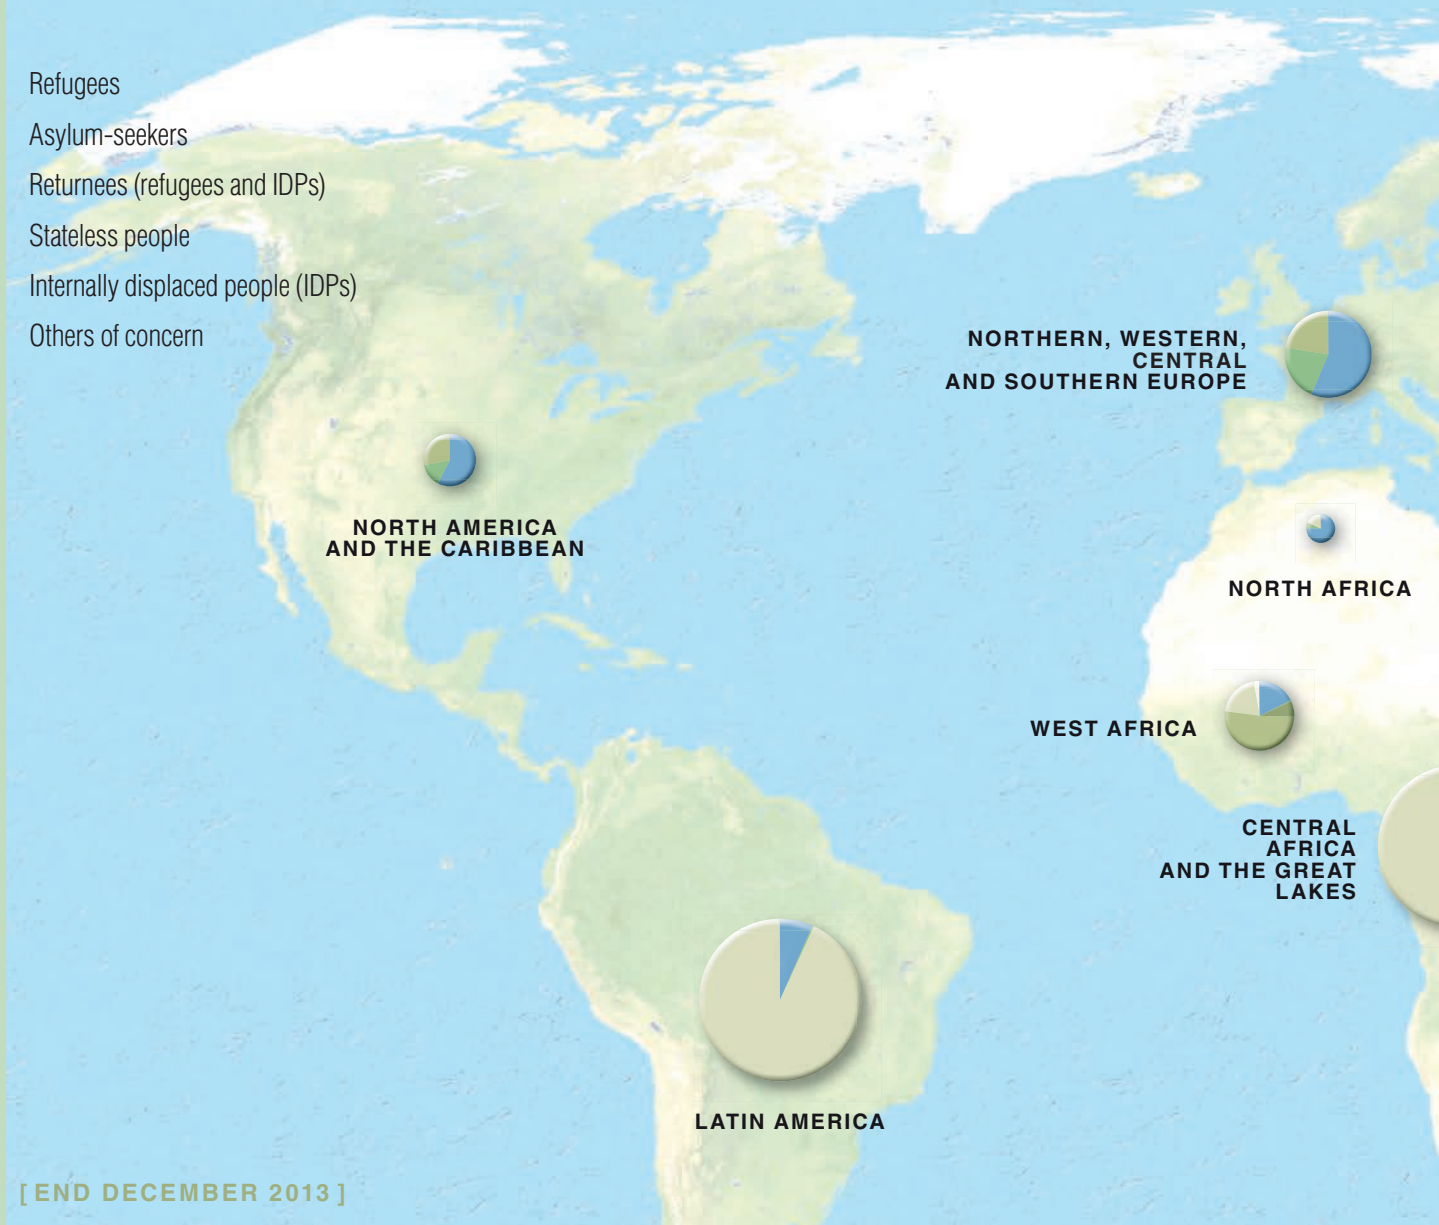 Refugees
Asylum-seekers
Returnees (refugees and IDPs)
Stateless people
Internally displaced people (IDPs)
Others of concern
NORTHERN, WESTERN,
CENTRAL
AND SOUTHERN EUROPE
NORTH AMERICA
AND THE CARIBBEAN
NORTH AFRICA
WEST AFRICA
CENTRAL
AFRICA
AND THE GREAT
LAKES
LATIN AMERICA
[ END DECEMBER 2013 ]